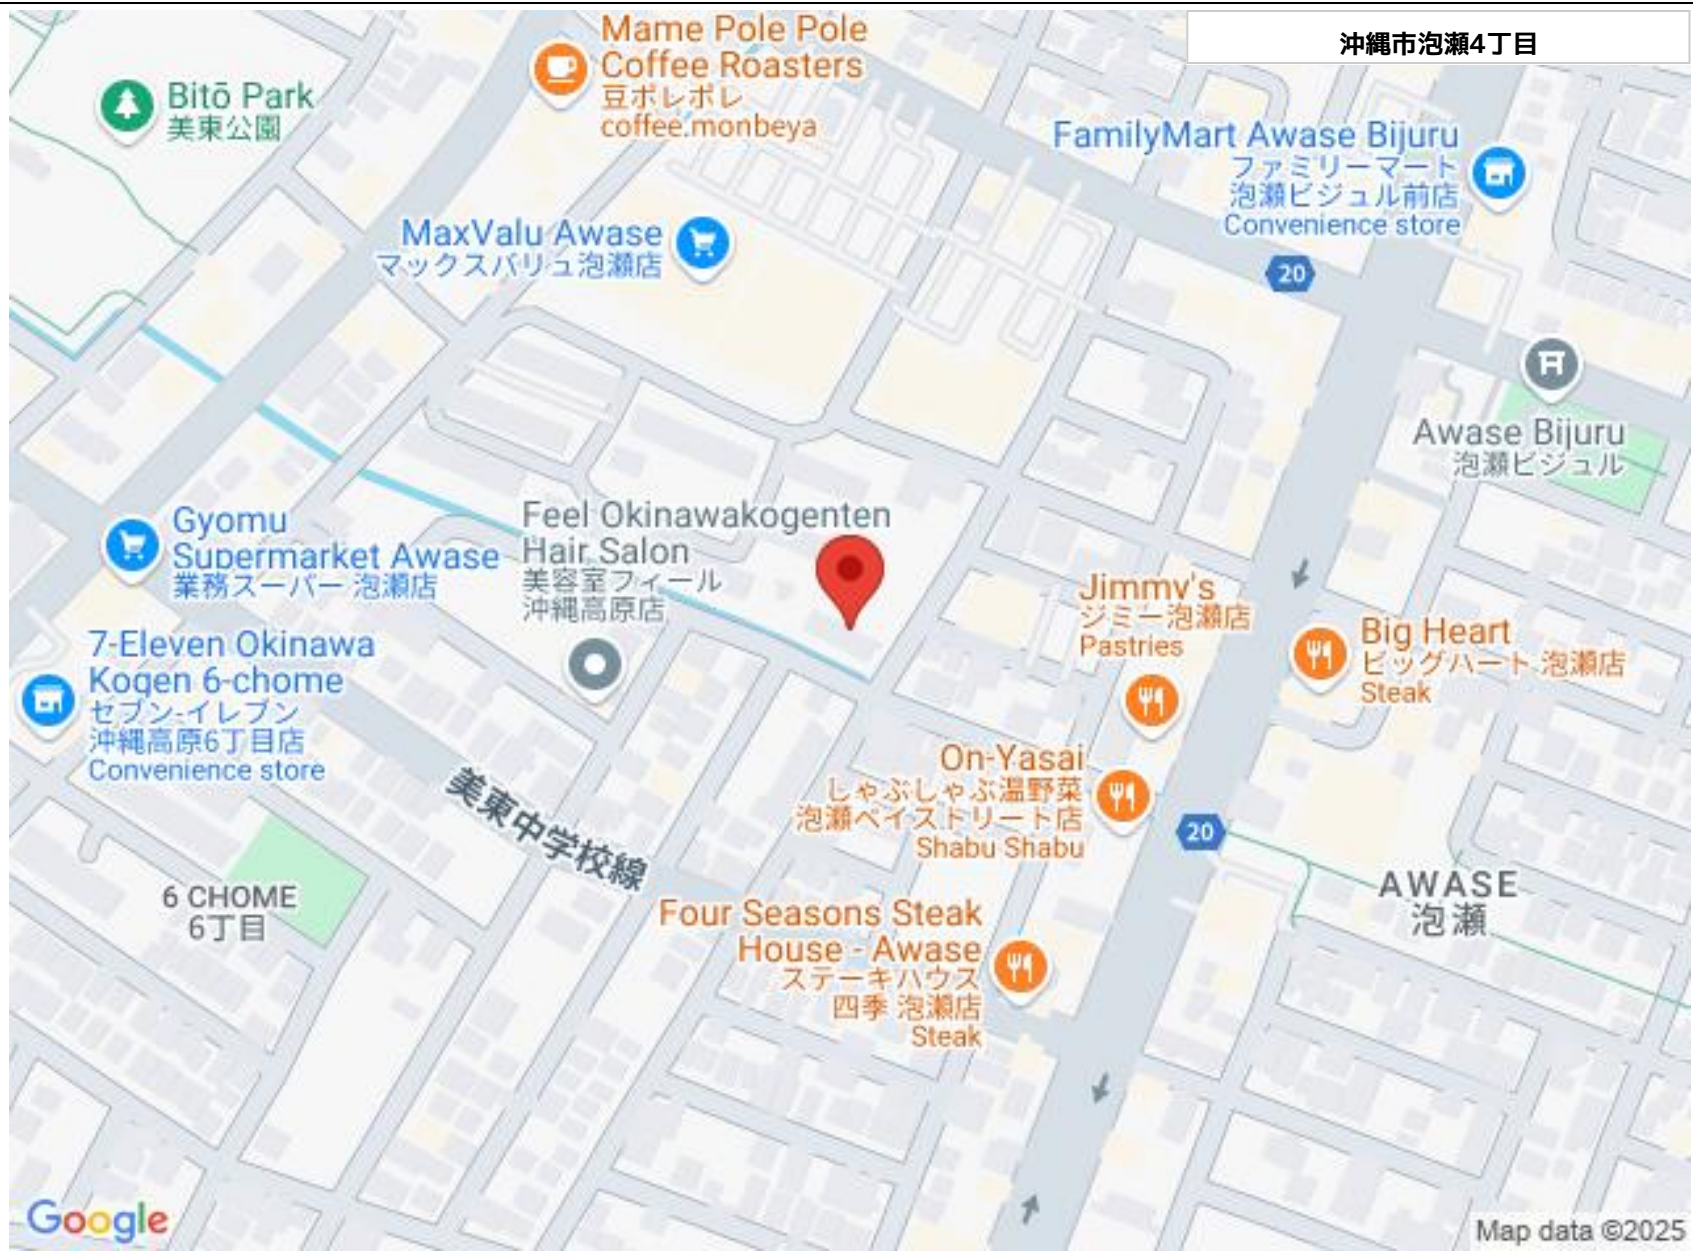 沖縄市泡瀬4丁目
Mame Pole Pole
Coffee Roasters
豆ポレポレ
coffee.monbeya
Bitō Park
美東公園
FamilyMart Awase Bijuru
ファミリーマート
泡瀬ビジュル前店
Convenience store
MaxValu Awase
マックスバリュ泡瀬店
20
Awase Bijuru
泡瀬ビジュル
Gyomu
Supermarket Awase
業務スーパー 泡瀬店
Feel Okinawakogenten
Hair Salon
美容室フィール
沖縄高原店
Jimmy's
ジミー泡瀬店
Pastries
Big Heart
ビッグハート 泡瀬店
Steak
7-Eleven Okinawa
Kogen 6-chome
セブン-イレブン
沖縄高原6丁目店
Convenience store
On-Yasai
しゃぶしゃぶ温野菜
泡瀬ベイストリート店
Shabu Shabu
20
美東中学校線
6 CHOME
6丁目
AWASE
泡瀬
Four Seasons Steak
House - Awase
ステーキハウス
四季 泡瀬店
Steak
Google
Map data ©2025